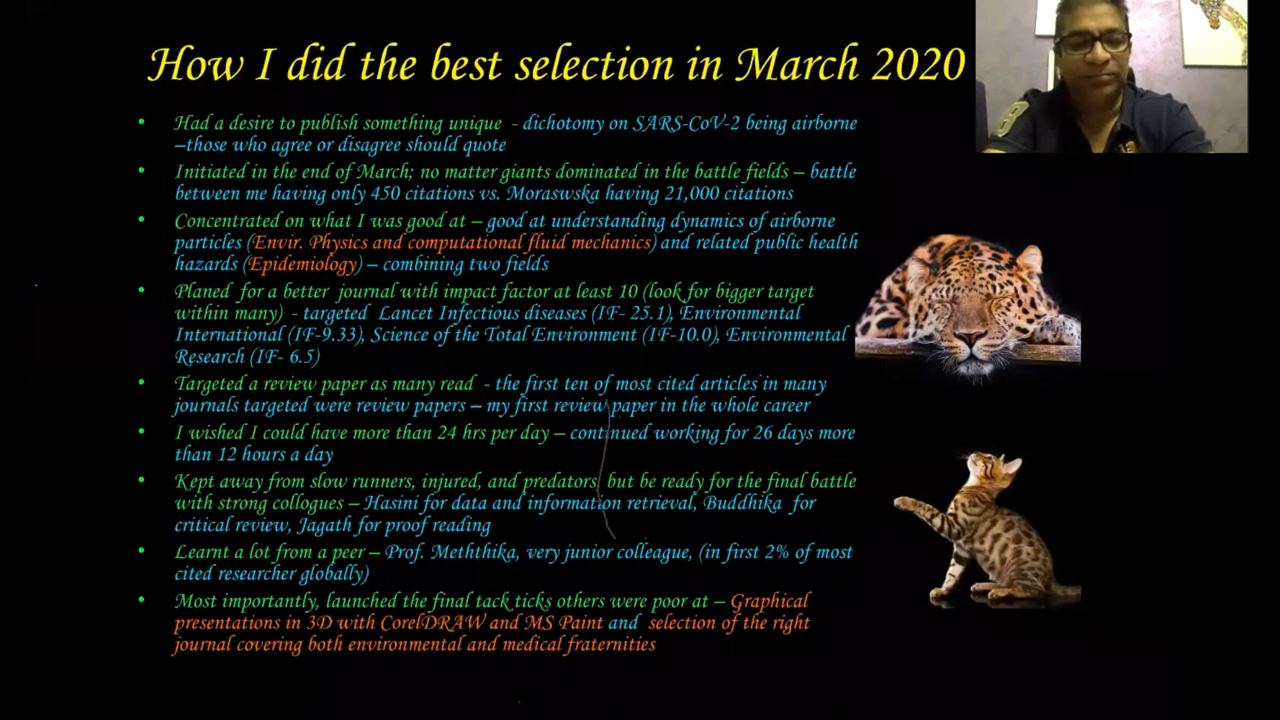 How I did the best selection in March 2020
• Had a desire to publish something unique - dichotomy on SARS-CoV-2 being airborne
–those who agree or disagree should quote
• Initiated in the end of March; no matter giants dominated in the battle fields – battle
between me having only 450 citations vs. Moraswska having 21,000 citations
• Concentrated on what I was good at – good at understanding dynamics of airborne
particles (Envir. Physics and computational fluid mechanics) and related public health
hazards (Epidemiology) – combining two fields
• Planed for a better journal with impact factor at least 10 (look for bigger target
within many) - targeted Lancet Infectious diseases (IF- 25.1), Environmental
International (IF-9.33), Science of the Total Environment (IF-10.0), Environmental
Research (IF- 6.5)
• Targeted a review paper as many read - the first ten of most cited articles in many
journals targeted were review papers – my first review paper in the whole career
• I wished I could have more than 24 hrs per day – continued working for 26 days more
than 12 hours a day
• Kept away from slow runners, injured, and predators but be ready for the final battle
with strong collogues – Hasini for data and information retrieval, Buddhika for
critical review, Jagath for proof reading
• Learnt a lot from a peer – Prof. Meththika, very junior colleague, (in first 2% of most
cited researcher globally)
• Most importantly, launched the final tack ticks others were poor at – Graphical
presentations in 3D with CorelDRAW and MS Paint and selection of the right
journal covering both environmental and medical fraternities
3